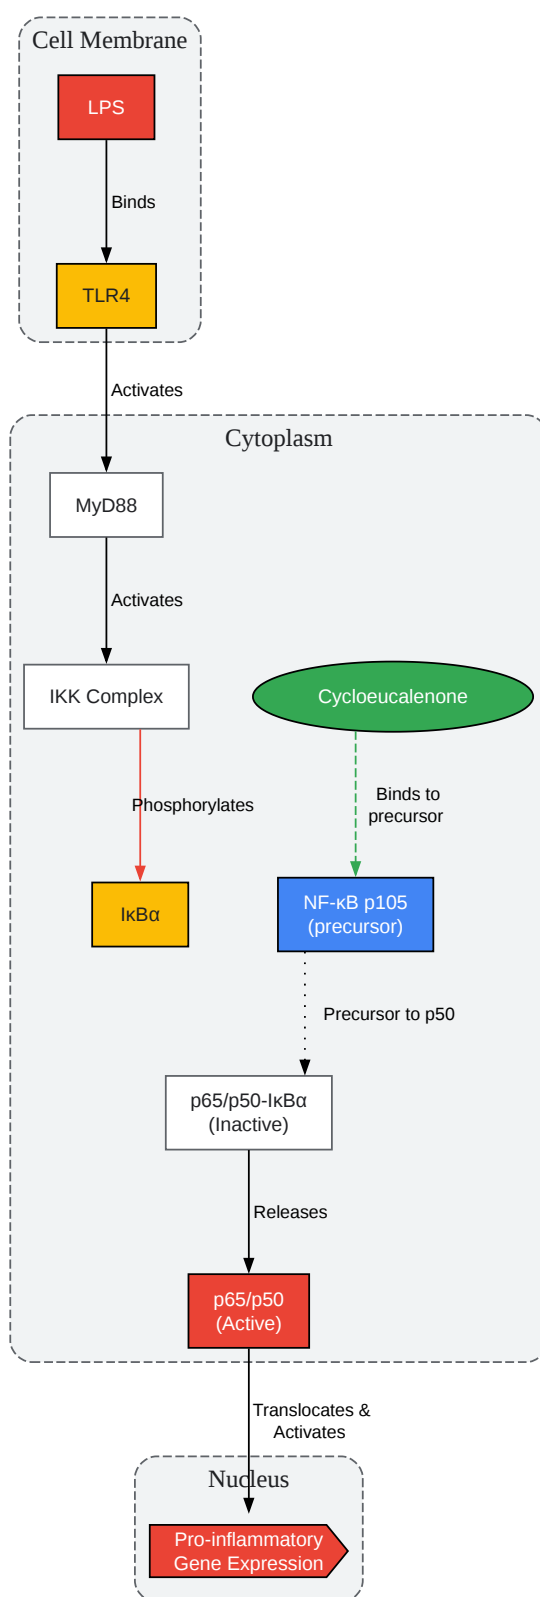 Cell Membrane
LPS
Binds
TLR4
Activates
Cytoplasm
MyD88
Activates
IKK Complex
Cycloeucalenone
Phosphorylates
Binds to
precursor
IκBα
NF-κB p105
(precursor)
Precursor to p50
p65/p50-IκBα
(Inactive)
Releases
p65/p50
(Active)
Translocates &
Activates
Nucleus
Pro-inflammatory
Gene Expression